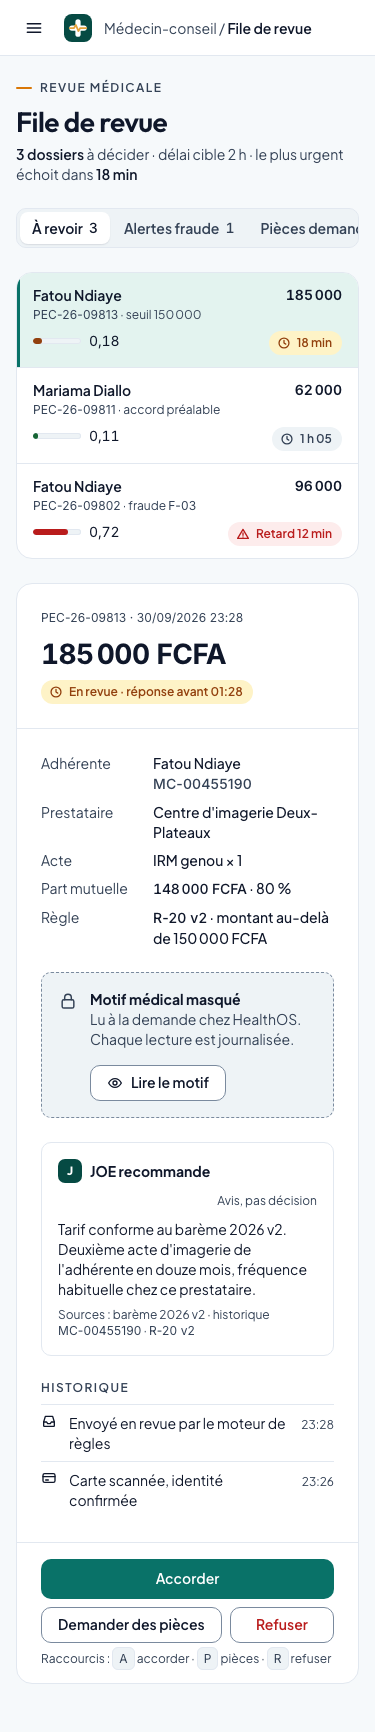 Médecin-conseil / File de revue
REVUE MÉDICALE
File de revue
3 dossiers à décider · délai cible 2 h · le plus urgent
échoit dans 18 min
À revoir 3 Alertes fraude 1 Pièces demand
Fatou Ndiaye 185 000
PEC-26-09813 · seuil 150 000
0,18 18 min
Mariama Diallo 62 000
PEC-26-09811 · accord préalable
0,11 1 h 05
Fatou Ndiaye 96 000
PEC-26-09802 · fraude F-03
0,72 Retard 12 min
PEC-26-09813 · 30/09/2026 23:28
185 000 FCFA
En revue · réponse avant 01:28
Adhérente Fatou Ndiaye
MC-00455190
Prestataire Centre d'imagerie Deux-
Plateaux
Acte IRM genou × 1
Part mutuelle 148 000 FCFA · 80 %
Règle R-20 v2 · montant au-delà
de 150 000 FCFA
Motif médical masqué
Lu à la demande chez HealthOS.
Chaque lecture est journalisée.
Lire le motif
J JOE recommande
Avis, pas décision
Tarif conforme au barème 2026 v2.
Deuxième acte d'imagerie de
l'adhérente en douze mois, fréquence
habituelle chez ce prestataire.
Sources : barème 2026 v2 · historique
MC-00455190 · R-20 v2
HISTORIQUE
Envoyé en revue par le moteur de 23:28
règles
Carte scannée, identité 23:26
confirmée
Accorder
Demander des pièces Refuser
Raccourcis : A accorder · P pièces · R refuser